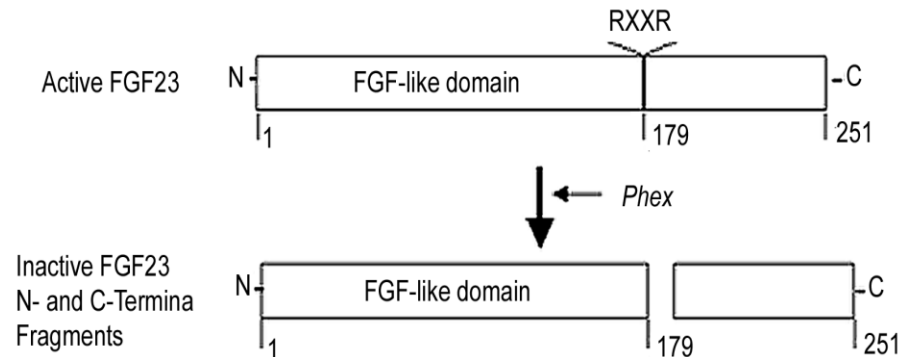 RXXR
Active FGF23
N
FGF-like domain
C
1
179
251
Phex
Inactive FGF23
N- and C-Termina
Fragments
N
FGF-like domain
C
1
179
251